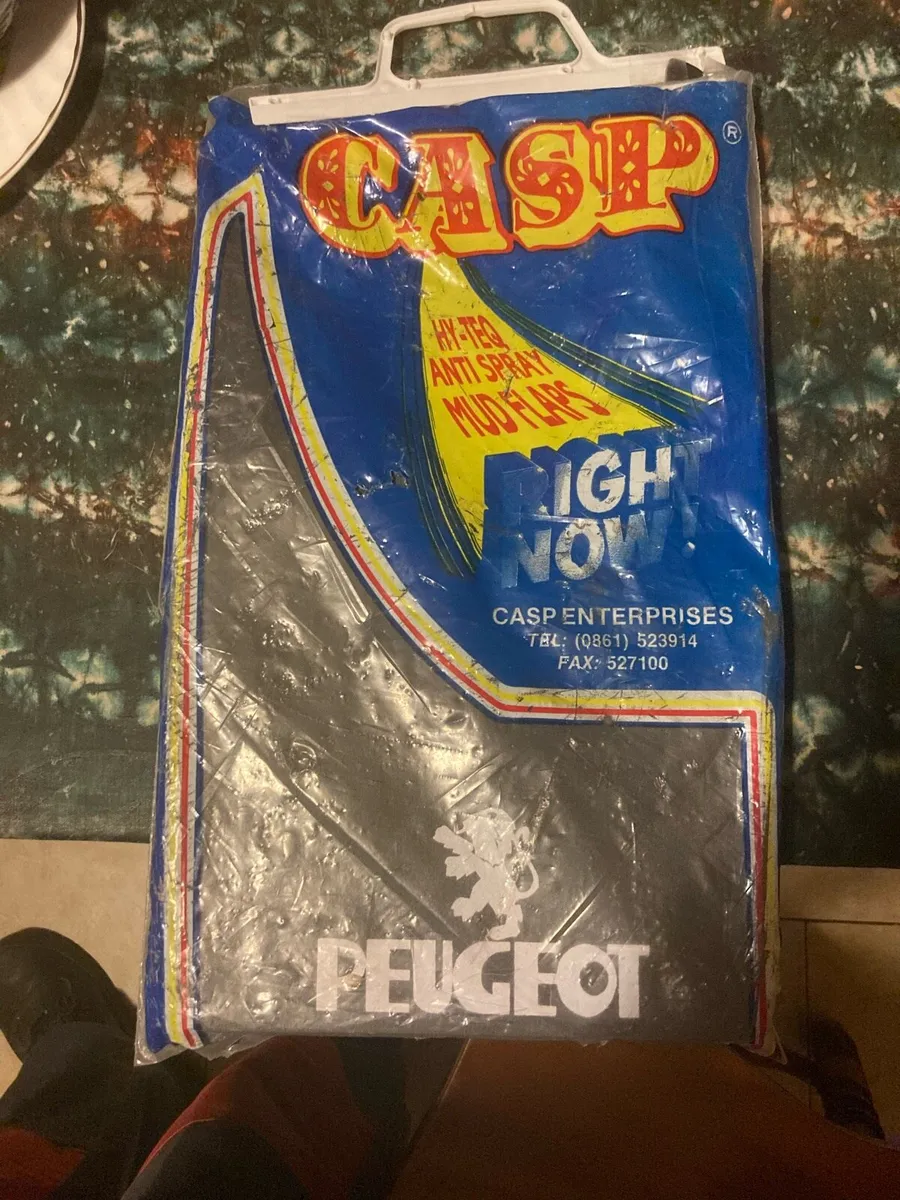 CASP ®
HY-TEQ
ANTI SPRAY
MUD FLAPS
RIGHT
NOW!
CASP ENTERPRISES
TEL: (0861) 523914
FAX: 527100
PEUGEOT